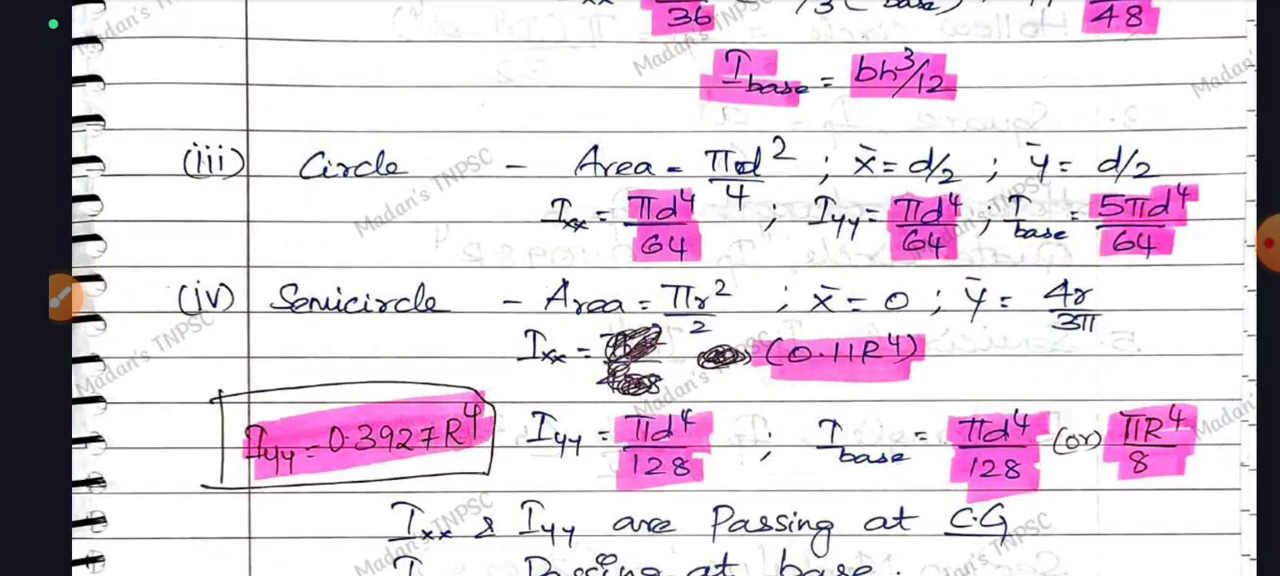 36
48
I base = bh³/12
(iii) Circle - Area = πd²/4 ; x̄ = d/2 ; ȳ = d/2
Ixx = πd⁴/64 ; Iyy = πd⁴/64 ; I base = 5πd⁴/64
(iv) Semicircle - Area = πr²/2 ; x̄ = 0 ; ȳ = 4r/3π
Ixx = (0.11R⁴)
Iyy = 0.3927R⁴
Iyy = πd⁴/128 ; I base = πd⁴/128 (or) πR⁴/8
Ixx & Iyy are Passing at C.G
Passing at base.
Madan's TNPSC